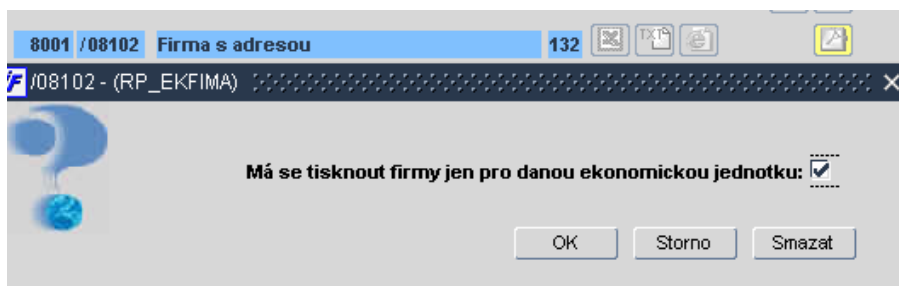 8001 /08102 Firma s adresou 132 TXT
/08102 - (RP_EKFIMA)
Má se tisknout firmy jen pro danou ekonomickou jednotku:
OK Storno Smazat